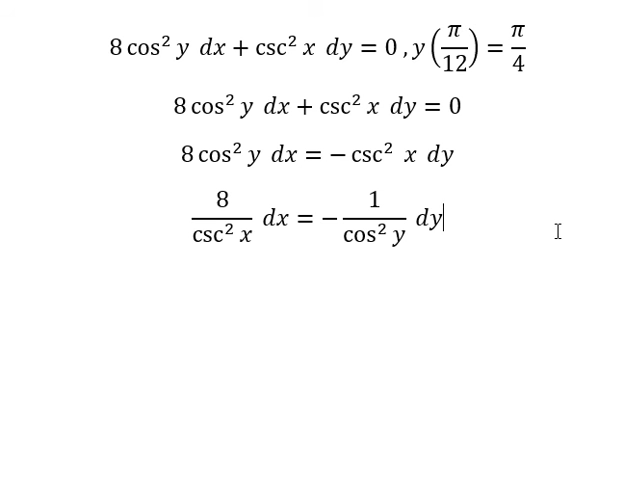 8 cos² y dx + csc² x dy = 0 , y(π/12) = π/4
8 cos² y dx + csc² x dy = 0
8 cos² y dx = − csc² x dy
8/csc² x dx = − 1/cos² y dy